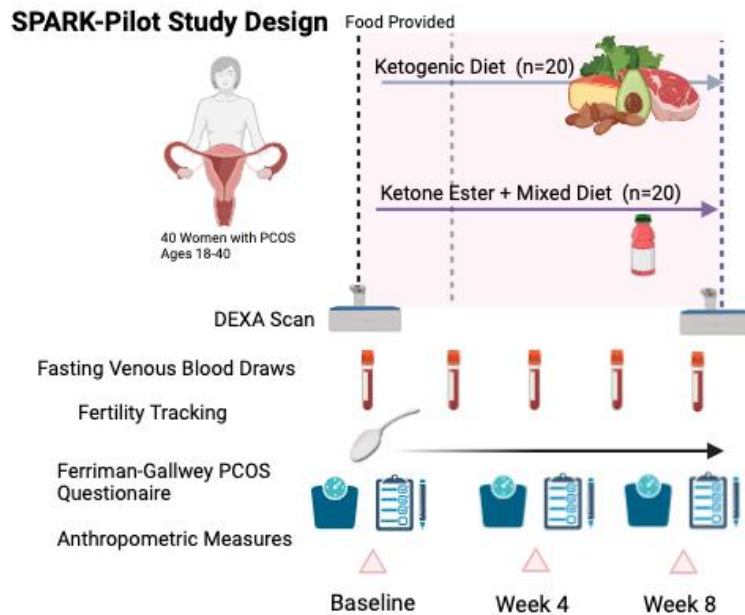 SPARK-Pilot Study Design
Food Provided
Ketogenic Diet (n=20)
Ketone Ester + Mixed Diet (n=20)
40 Women with PCOS
Ages 18-40
DEXA Scan
Fasting Venous Blood Draws
Fertility Tracking
Ferriman-Gallwey PCOS
Questionaire
Anthropometric Measures
Baseline
Week 4
Week 8